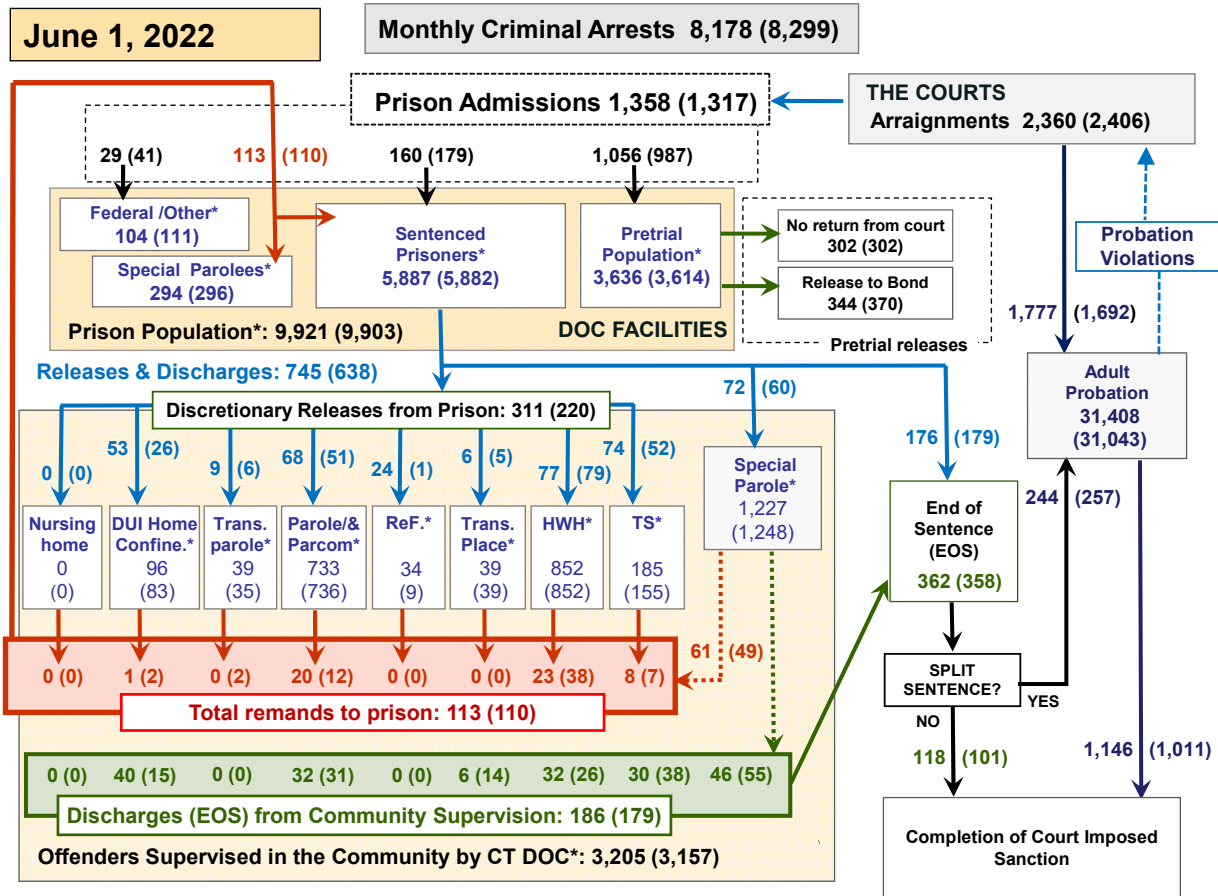 June 1, 2022
Monthly Criminal Arrests 8,178 (8,299)
Prison Admissions 1,358 (1,317)
THE COURTS
Arraignments 2,360 (2,406)
29 (41)
113 (110)
160 (179)
1,056 (987)
Federal /Other*
104 (111)
Special Parolees*
294 (296)
Sentenced
Prisoners*
5,887 (5,882)
Pretrial
Population*
3,636 (3,614)
No return from court
302 (302)
Release to Bond
344 (370)
Pretrial releases
Probation
Violations
Prison Population*: 9,921 (9,903)
DOC FACILITIES
1,777 (1,692)
Adult
Probation
31,408
(31,043)
Releases & Discharges: 745 (638)
Discretionary Releases from Prison: 311 (220)
72 (60)
176 (179)
0 (0)
53 (26)
9 (6)
68 (51)
24 (1)
6 (5)
77 (79)
74 (52)
Nursing
home
0
(0)
DUI Home
Confine.*
96
(83)
Trans.
parole*
39
(35)
Parole/&
Parcom*
733
(736)
ReF.*
34
(9)
Trans.
Place*
39
(39)
HWH*
852
(852)
TS*
185
(155)
Special
Parole*
1,227
(1,248)
End of
Sentence
(EOS)
362 (358)
244 (257)
0 (0)
1 (2)
0 (2)
20 (12)
0 (0)
0 (0)
23 (38)
8 (7)
61 (49)
Total remands to prison: 113 (110)
SPLIT
SENTENCE?
YES
NO
118 (101)
1,146 (1,011)
0 (0)
40 (15)
0 (0)
32 (31)
0 (0)
6 (14)
32 (26)
30 (38)
46 (55)
Discharges (EOS) from Community Supervision: 186 (179)
Offenders Supervised in the Community by CT DOC*: 3,205 (3,157)
Completion of Court Imposed
Sanction